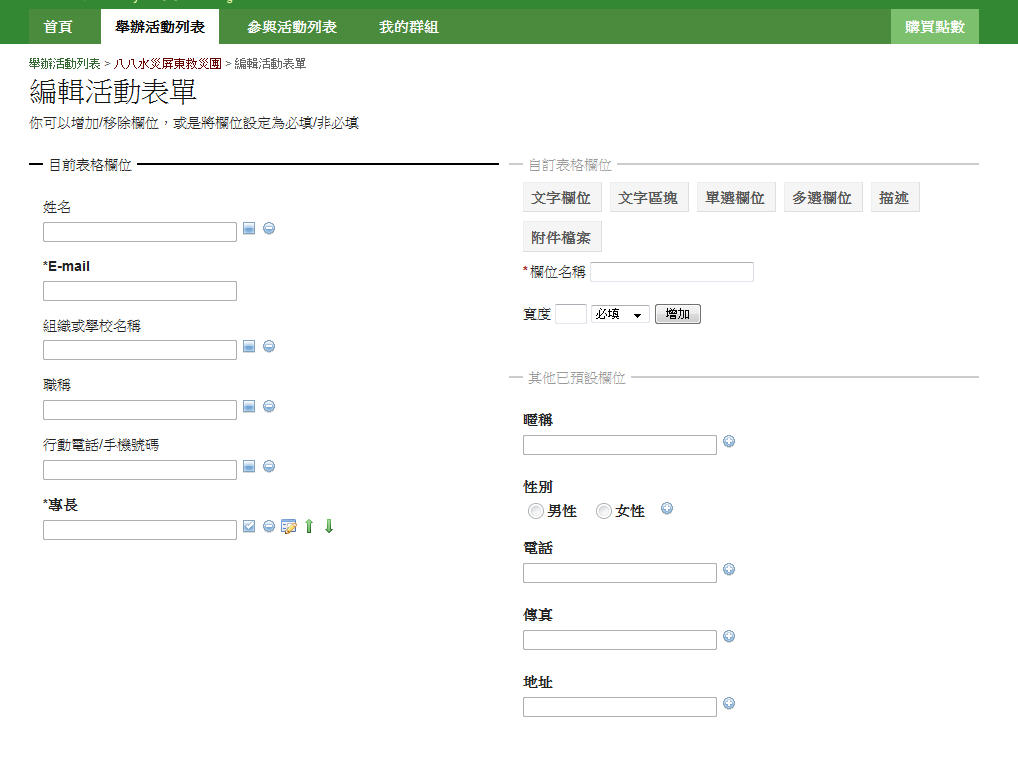 首頁 舉辦活動列表 參與活動列表 我的群組 購買點數
舉辦活動列表 > 八八水災屏東救災團 > 編輯活動表單
編輯活動表單
你可以增加/移除欄位，或是將欄位設定為必填/非必填
目前表格欄位
姓名
*E-mail
組織或學校名稱
職稱
行動電話/手機號碼
*專長
自訂表格欄位
文字欄位 文字區塊 單選欄位 多選欄位 描述
附件檔案
*欄位名稱
寬度 必填 增加
其他已預設欄位
暱稱
性別
男性 女性
電話
傳真
地址